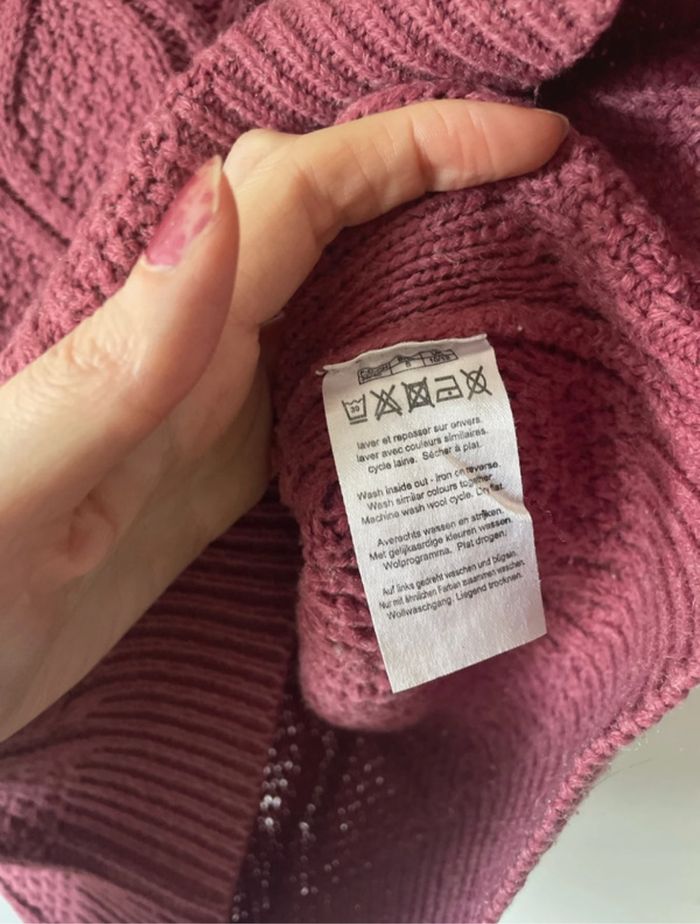 30
laver et repasser sur envers.
laver avec couleurs similaires.
cycle laine. Sécher à plat.
Wash inside out - iron on reverse.
Wash similar colours together.
Machine wash wool cycle. flat
Averechts wassen en strijken.
Met gelijkaardige kleuren wassen.
Wolprogramma. Plat drogen.
Auf links gedreht waschen und bügeln.
Nur mit ähnlichen Farben zusammen waschen.
Wollwaschgang. Liegend trocknen.